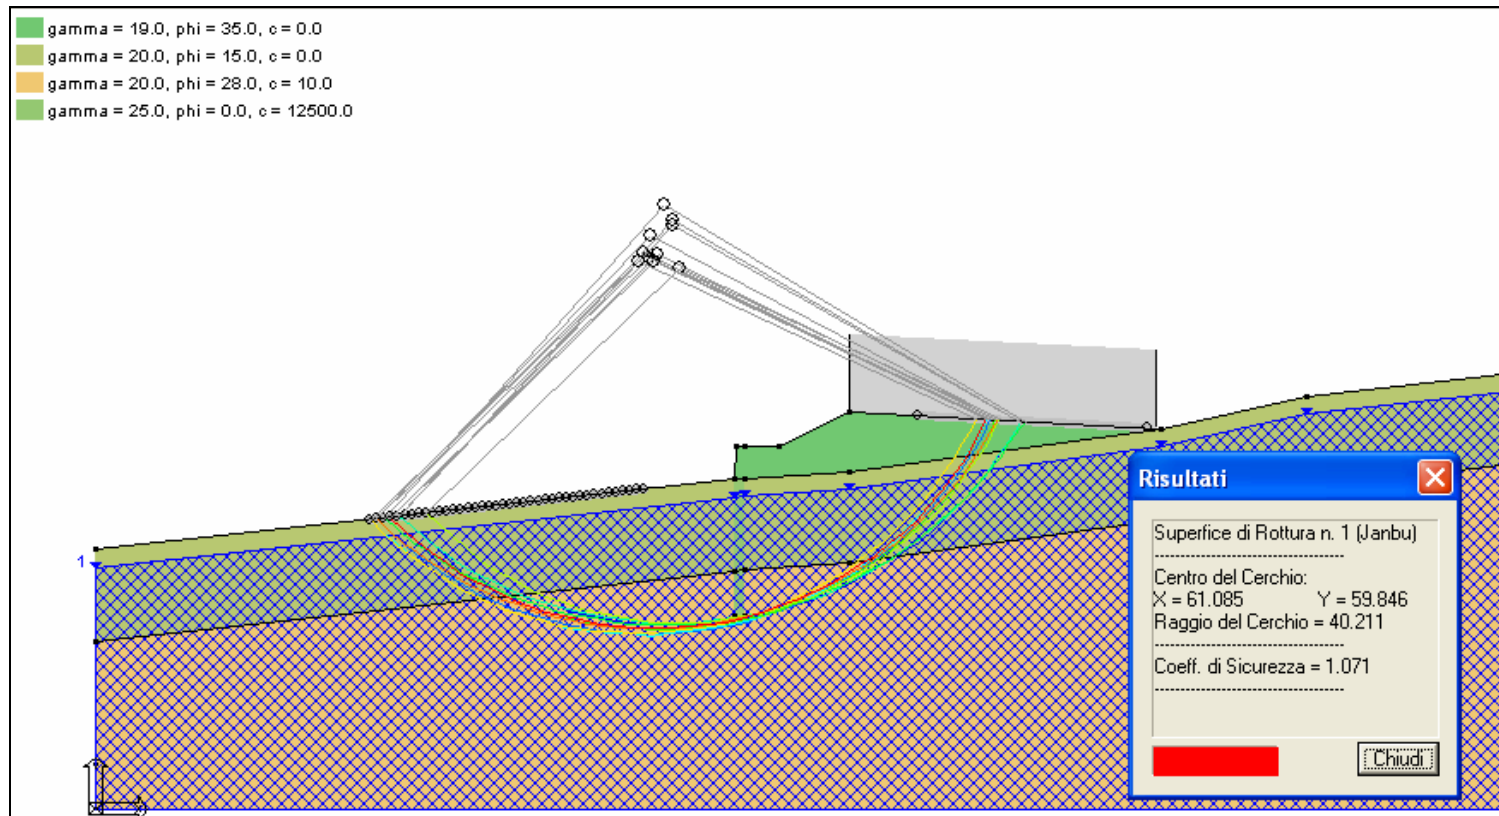 gamma = 19.0, phi = 35.0, c = 0.0
gamma = 20.0, phi = 15.0, c = 0.0
gamma = 20.0, phi = 28.0, c = 10.0
gamma = 25.0, phi = 0.0, c = 12500.0
1
Risultati
Superfice di Rottura n. 1 (Janbu)
------------------------------------
Centro del Cerchio:
X = 61.085 Y = 59.846
Raggio del Cerchio = 40.211
------------------------------------
Coeff. di Sicurezza = 1.071
------------------------------------
Chiudi